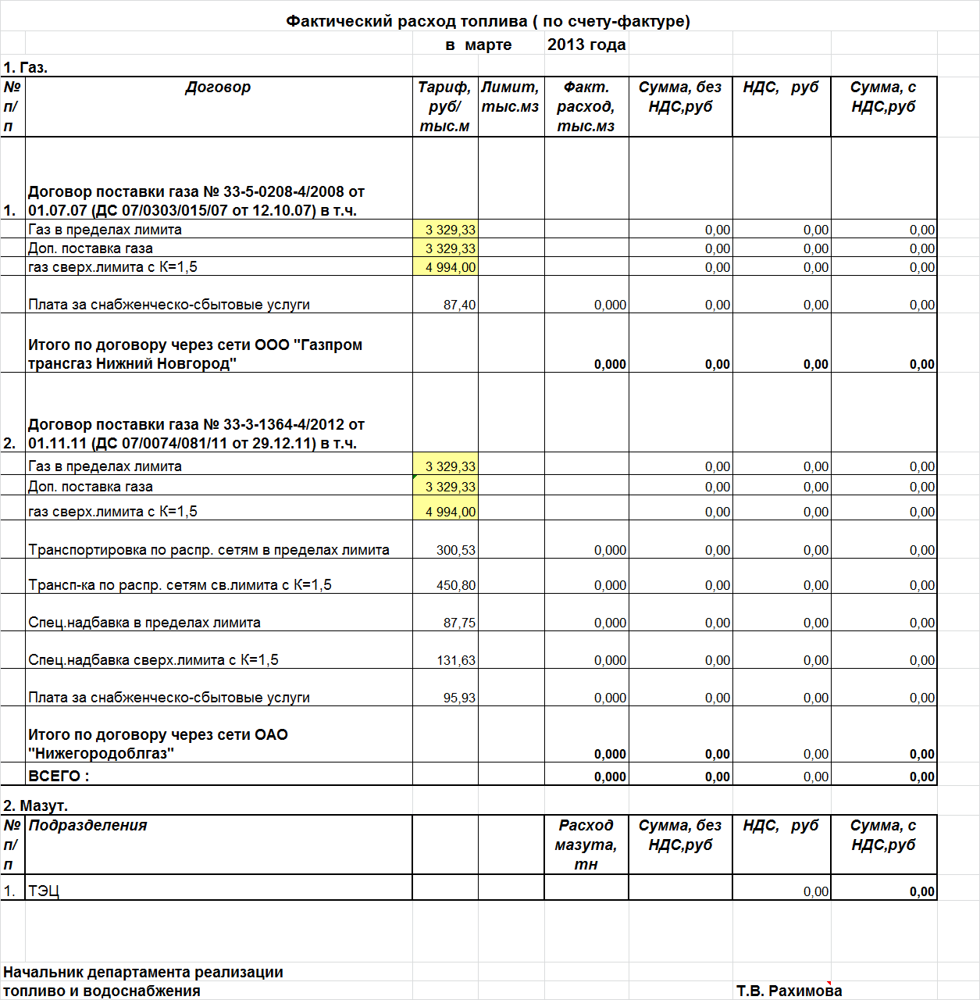 Фактический расход топлива ( по счету-фактуре)
в марте 2013 года
1. Газ.
№ п/п Договор Тариф, руб/ тыс.м Лимит, тыс.мз Факт. расход, тыс.мз Сумма, без НДС,руб НДС, руб Сумма, с НДС,руб
Договор поставки газа № 33-5-0208-4/2008 от
1. 01.07.07 (ДС 07/0303/015/07 от 12.10.07) в т.ч.
Газ в пределах лимита 3 329,33 0,00 0,00 0,00
Доп. поставка газа 3 329,33 0,00 0,00 0,00
газ сверх.лимита с К=1,5 4 994,00 0,00 0,00 0,00
Плата за снабженческо-сбытовые услуги 87,40 0,000 0,00 0,00 0,00
Итого по договору через сети ООО "Газпром
трансгаз Нижний Новгород" 0,000 0,00 0,00 0,00
Договор поставки газа № 33-3-1364-4/2012 от
2. 01.11.11 (ДС 07/0074/081/11 от 29.12.11) в т.ч.
Газ в пределах лимита 3 329,33 0,00 0,00 0,00
Доп. поставка газа 3 329,33 0,00 0,00 0,00
газ сверх.лимита с К=1,5 4 994,00 0,00 0,00 0,00
Транспортировка по распр. сетям в пределах лимита 300,53 0,000 0,00 0,00 0,00
Трансп-ка по распр. сетям св.лимита с К=1,5 450,80 0,000 0,00 0,00 0,00
Спец.надбавка в пределах лимита 87,75 0,000 0,00 0,00 0,00
Спец.надбавка сверх.лимита с К=1,5 131,63 0,000 0,00 0,00 0,00
Плата за снабженческо-сбытовые услуги 95,93 0,000 0,00 0,00 0,00
Итого по договору через сети ОАО
"Нижегородоблгаз" 0,000 0,00 0,00 0,00
ВСЕГО : 0,000 0,00 0,00 0,00
2. Мазут.
№ п/п Подразделения Расход мазута, тн Сумма, без НДС,руб НДС, руб Сумма, с НДС,руб
1. ТЭЦ 0,00 0,00
Начальник департамента реализации
топливо и водоснабжения Т.В. Рахимова